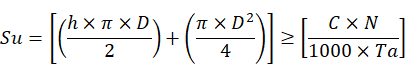 Su = [(h × π × D / 2) + (π × D² / 4)] ≥ [C × N / 1000 × Ta]